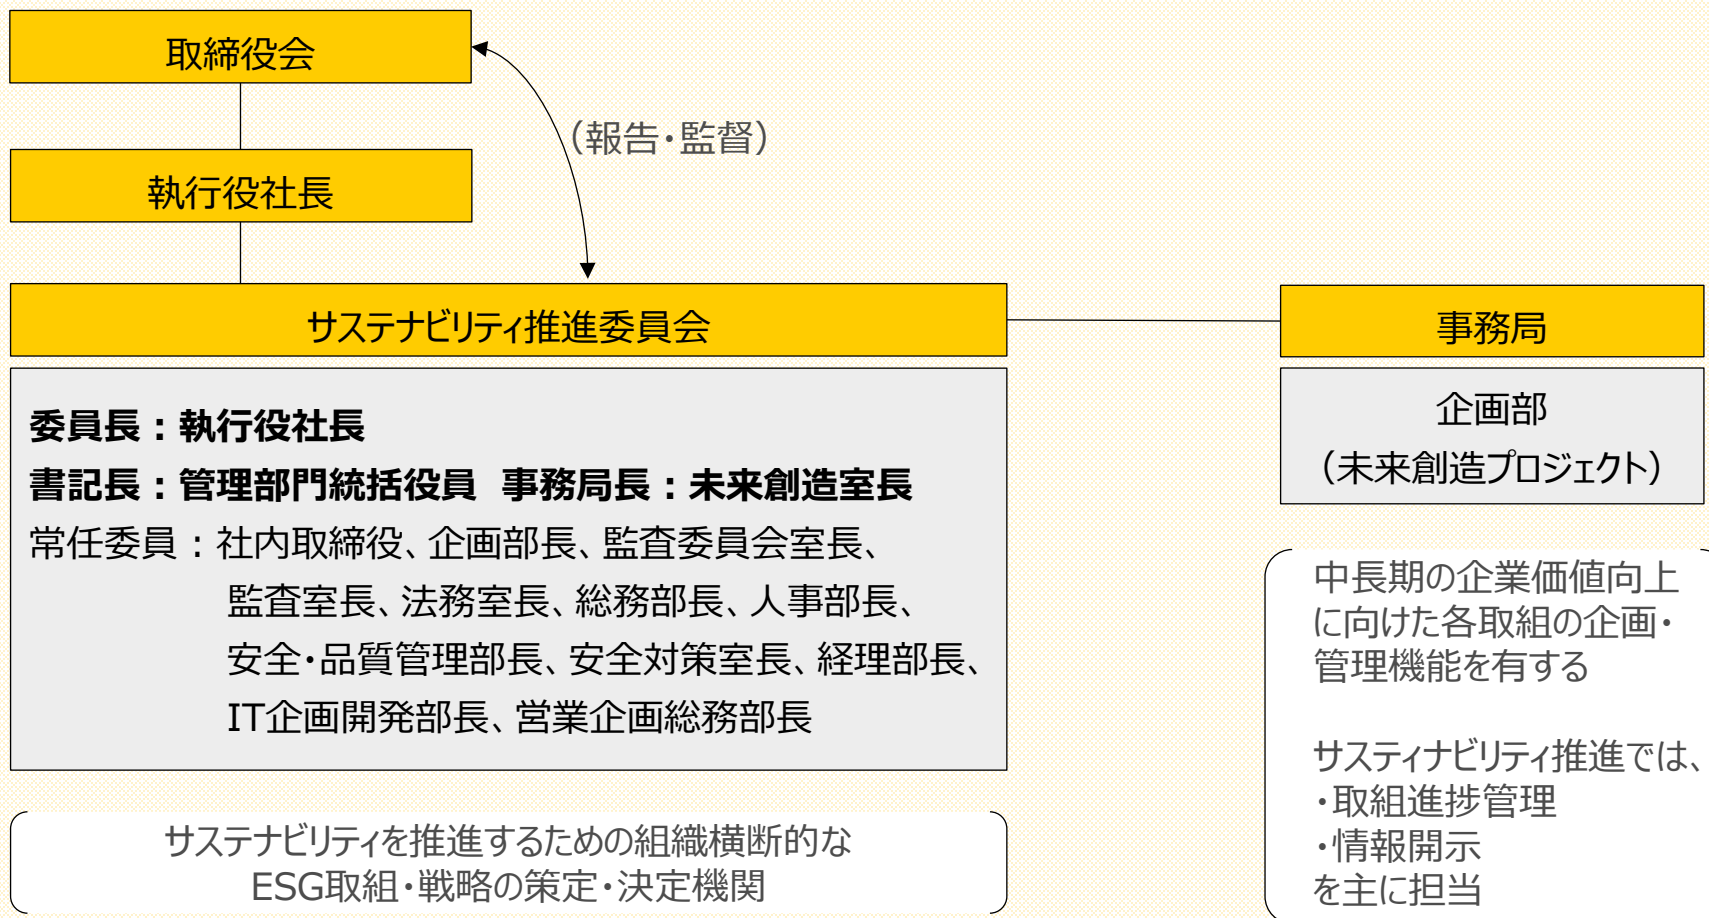 取締役会
(報告・監督)
執行役社長
サステナビリティ推進委員会
委員長：執行役社長
書記長：管理部門統括役員 事務局長：未来創造室長
常任委員：社内取締役、企画部長、監査委員会室長、
監査室長、法務室長、総務部長、人事部長、
安全・品質管理部長、安全対策室長、経理部長、
IT企画開発部長、営業企画総務部長
サステナビリティを推進するための組織横断的な
ESG取組・戦略の策定・決定機関
事務局
企画部
（未来創造プロジェクト）
中長期の企業価値向上
に向けた各取組の企画・
管理機能を有する
サスティナビリティ推進では、
・取組進捗管理
・情報開示
を主に担当